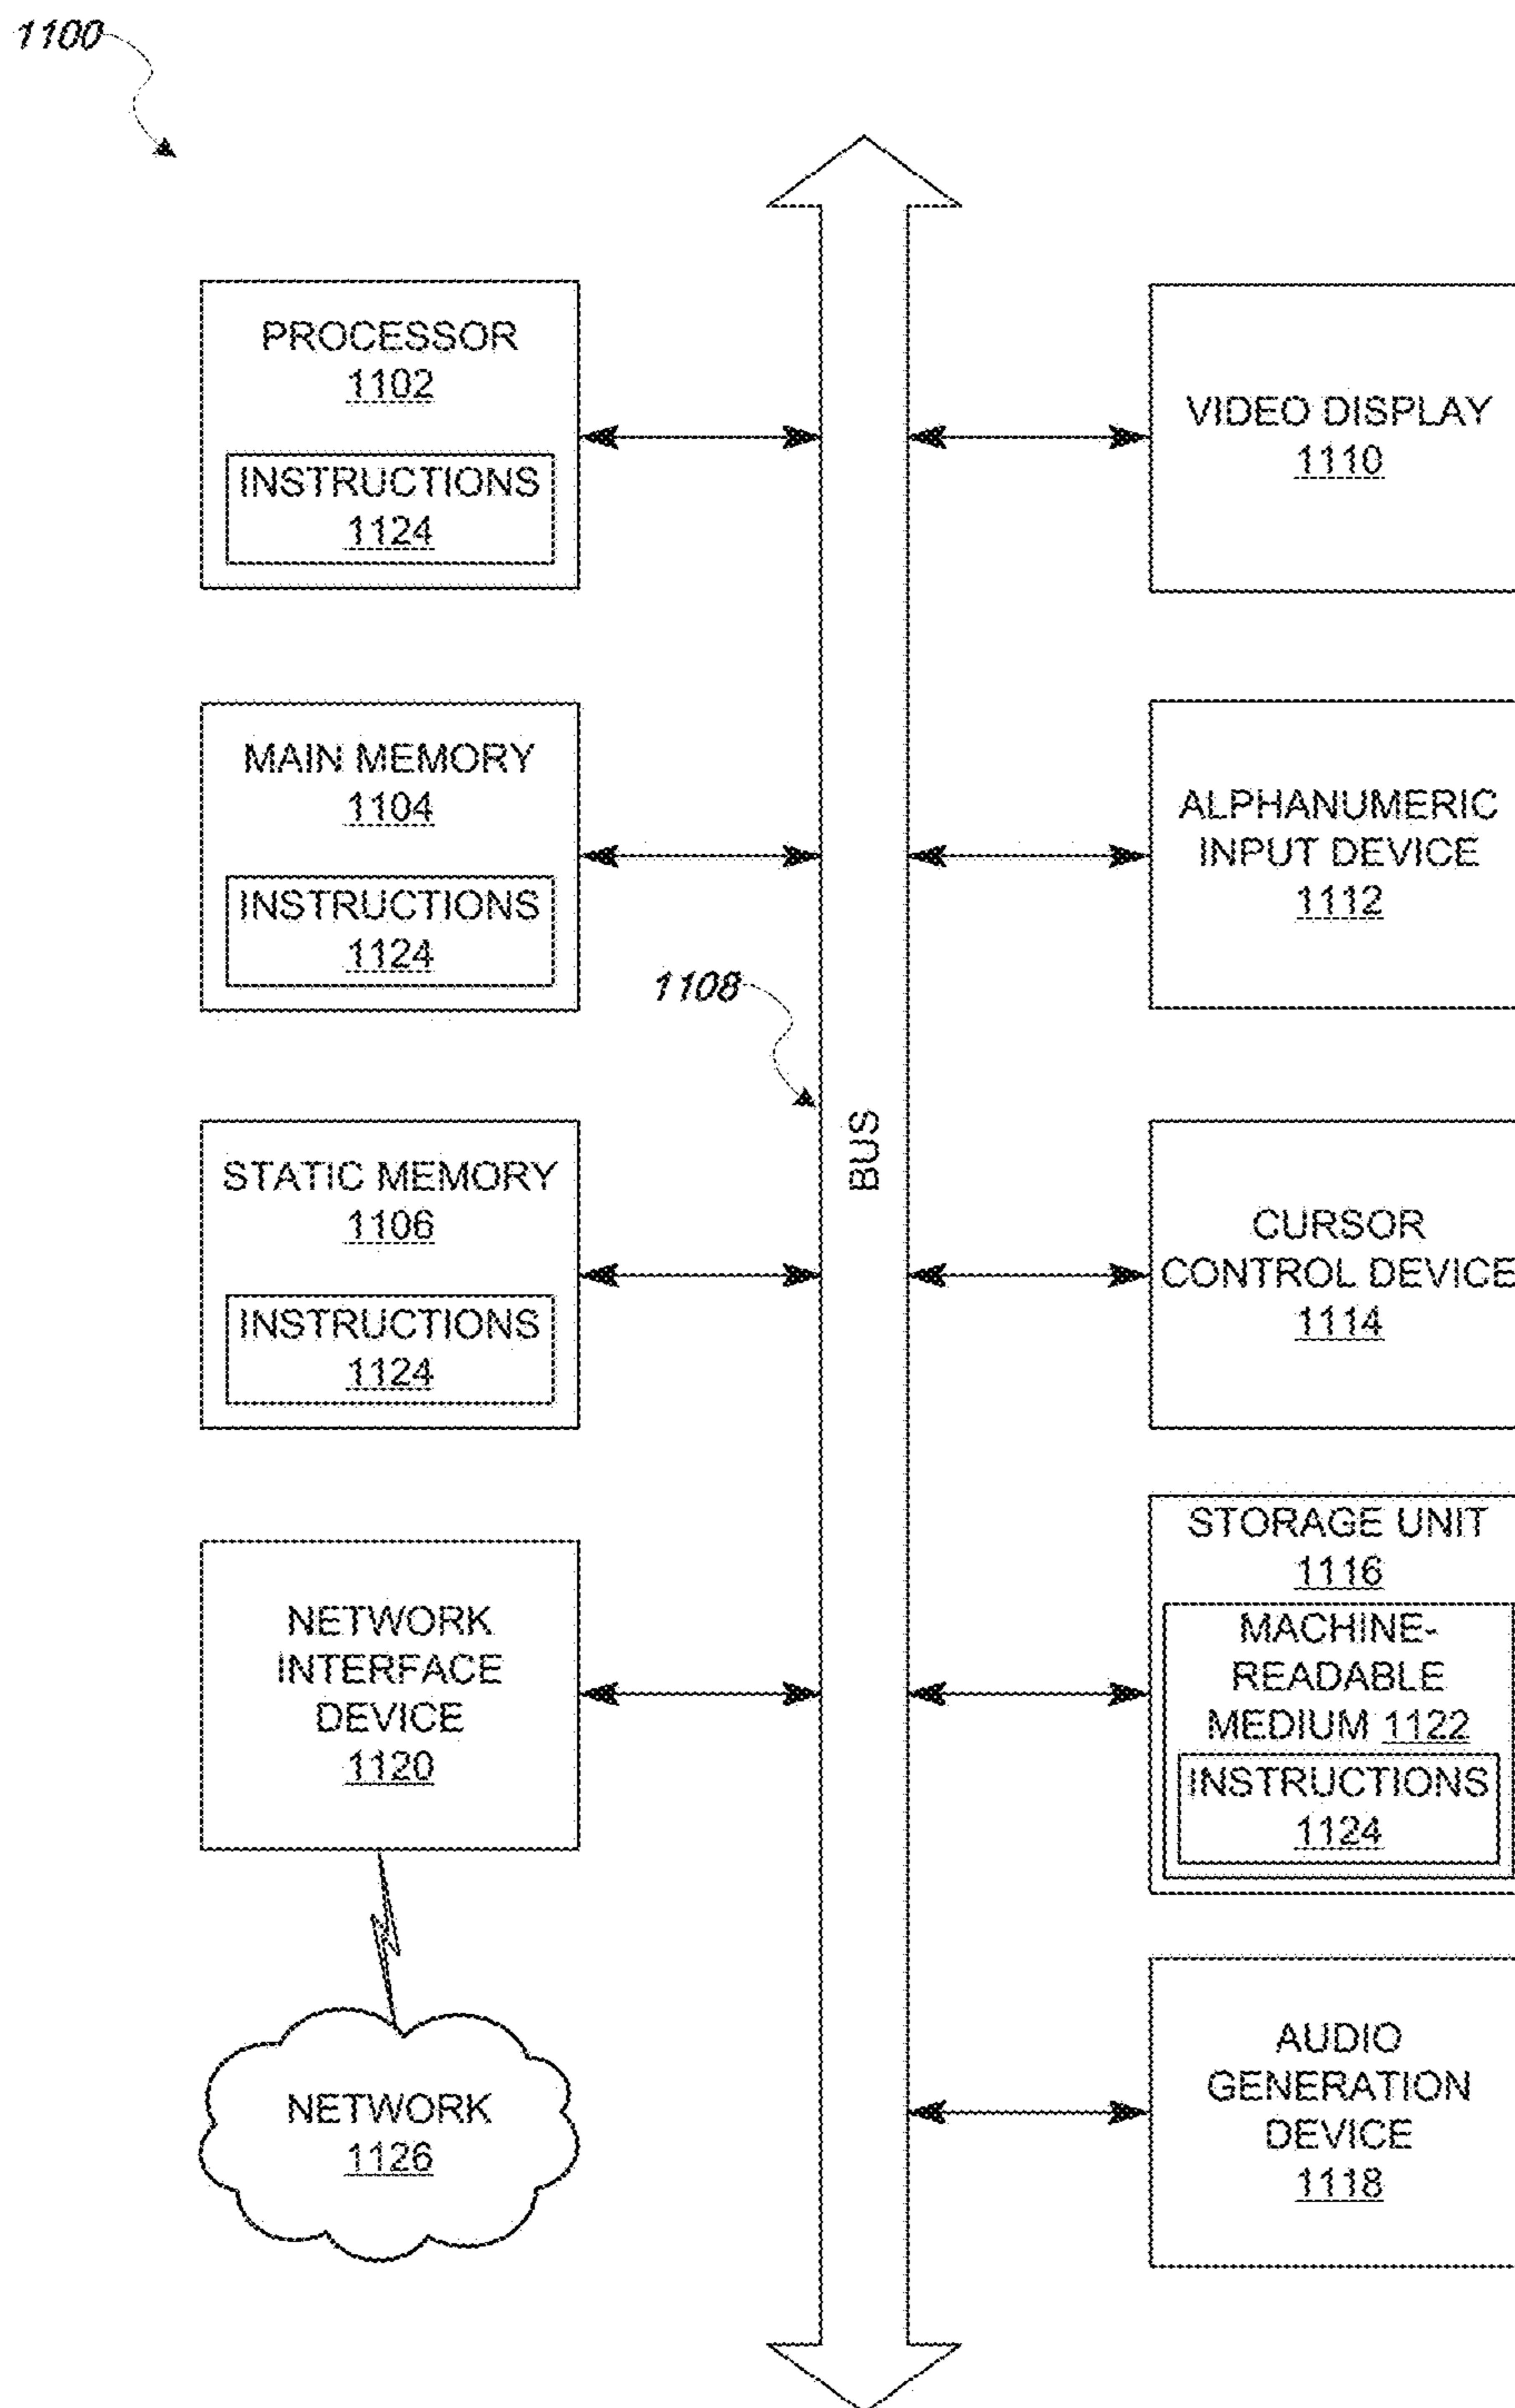 1100
PROCESSOR
1102
INSTRUCTIONS
1124
MAIN MEMORY
1104
INSTRUCTIONS
1124
STATIC MEMORY
1106
INSTRUCTIONS
1124
NETWORK
INTERFACE
DEVICE
1120
NETWORK
1126
1108
BUS
VIDEO DISPLAY
1110
ALPHANUMERIC
INPUT DEVICE
1112
CURSOR
CONTROL DEVICE
1114
STORAGE UNIT
1116
MACHINE-
READABLE
MEDIUM 1122
INSTRUCTIONS
1124
AUDIO
GENERATION
DEVICE
1118